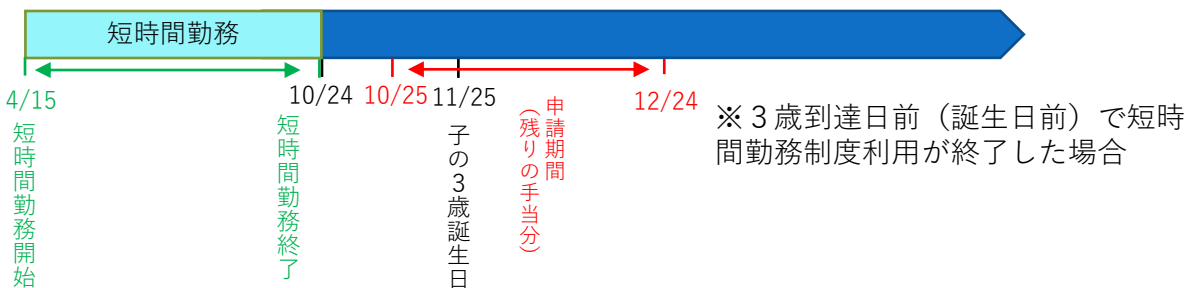 短時間勤務
4/15
10/24
10/25
11/25
12/24
短時間勤務開始
短時間勤務終了
子の３歳誕生日
申請期間
(残りの手当分)
※３歳到達日前（誕生日前）で短時
間勤務制度利用が終了した場合